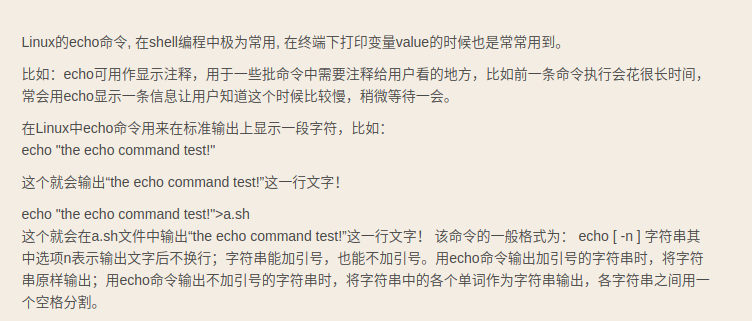 Linux的echo命令, 在shell编程中极为常用, 在终端下打印变量value的时候也是常常用到。
比如：echo可用作显示注释，用于一些批命令中需要注释给用户看的地方，比如前一条命令执行会花很长时间，
常会用echo显示一条信息让用户知道这个时候比较慢，稍微等待一会。
在Linux中echo命令用来在标准输出上显示一段字符，比如：
echo "the echo command test!"
这个就会输出“the echo command test!”这一行文字！
echo "the echo command test!">a.sh
这个就会在a.sh文件中输出“the echo command test!”这一行文字！ 该命令的一般格式为： echo [ -n ] 字符串其
中选项n表示输出文字后不换行；字符串能加引号，也能不加引号。用echo命令输出加引号的字符串时，将字符
串原样输出；用echo命令输出不加引号的字符串时，将字符串中的各个单词作为字符串输出，各字符串之间用一
个空格分割。